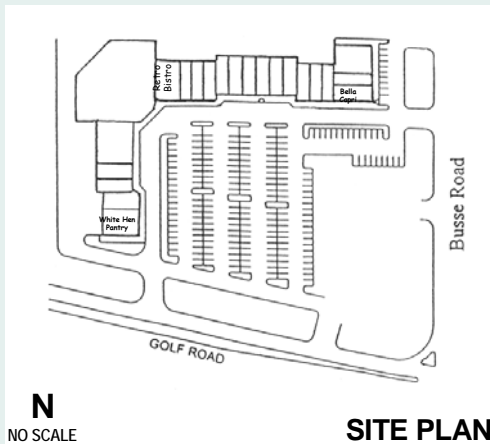 Retro
Bistro
Bella
Capri
White Hen
Pantry
Busse Road
GOLF ROAD
N
NO SCALE
SITE PLAN